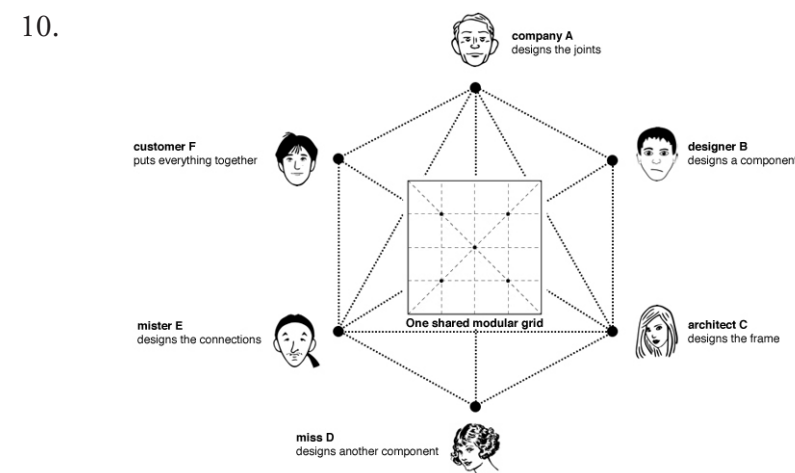 10.
company A
designs the joints
customer F
puts everything together
designer B
designs a component
One shared modular grid
mister E
designs the connections
architect C
designs the frame
miss D
designs another component